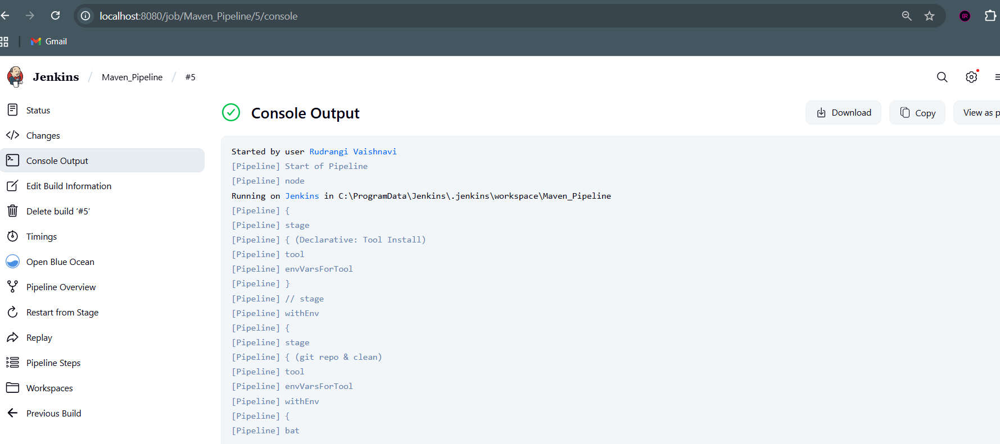 localhost:8080/job/Maven_Pipeline/5/console
Gmail
Jenkins / Maven_Pipeline / #5
Status
Changes
Console Output
Edit Build Information
Delete build '#5'
Timings
Open Blue Ocean
Pipeline Overview
Restart from Stage
Replay
Pipeline Steps
Workspaces
Previous Build
Console Output
Download
Copy
View as p
Started by user Rudrangi Vaishnavi
[Pipeline] Start of Pipeline
[Pipeline] node
Running on Jenkins in C:\ProgramData\Jenkins\.jenkins\workspace\Maven_Pipeline
[Pipeline] {
[Pipeline] stage
[Pipeline] { (Declarative: Tool Install)
[Pipeline] tool
[Pipeline] envVarsForTool
[Pipeline] }
[Pipeline] // stage
[Pipeline] withEnv
[Pipeline] {
[Pipeline] stage
[Pipeline] { (git repo & clean)
[Pipeline] tool
[Pipeline] envVarsForTool
[Pipeline] withEnv
[Pipeline] {
[Pipeline] bat